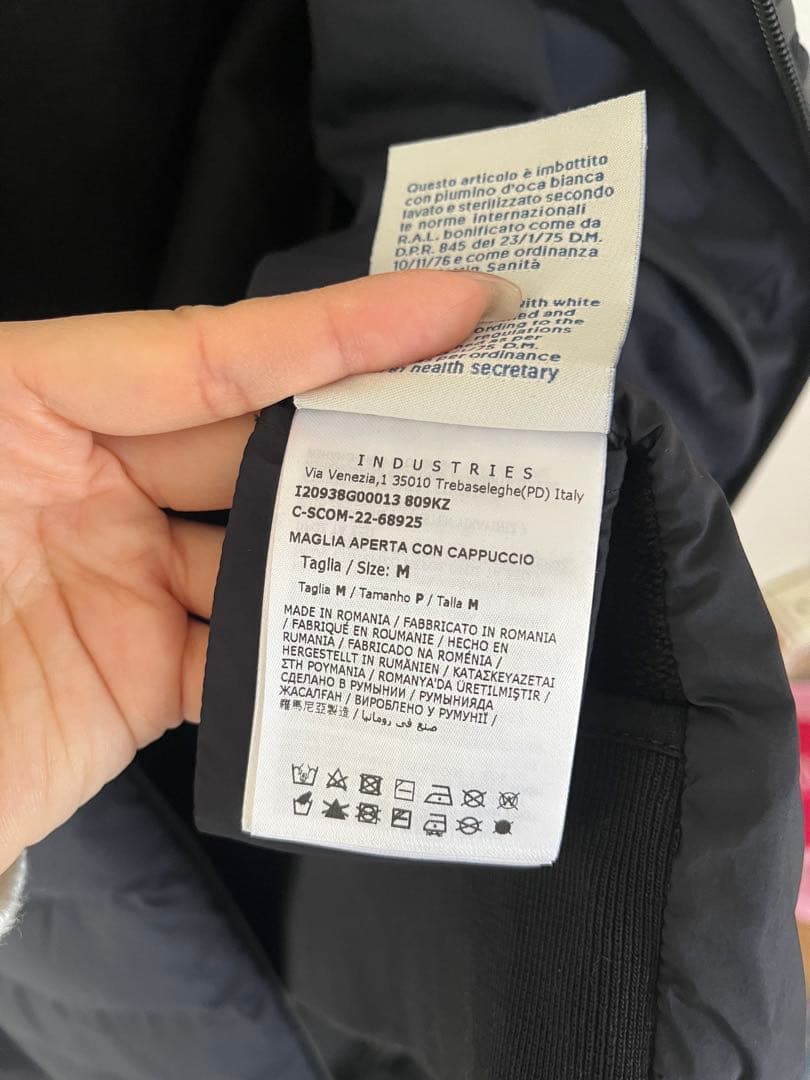 Questo articolo è imbottito
con piumino d'oca bianca
lavato e sterilizzato secondo
le norme internazionali
R.A.L. bonificato come da
D.P.R. 845 del 23/1/75 D.M.
10/11/76 e come ordinanza
Sanità
with white
and
to the
regulations
as per
D.M.
ordinance
health secretary
INDUSTRIES
Via Venezia,1 35010 Trebaseleghe(PD) Italy
I20938G00013 809KZ
C-SCOM-22-68925
MAGLIA APERTA CON CAPPUCCIO
Taglia / Size: M
Taglia M / Tamanho P / Talla M
MADE IN ROMANIA / FABBRICATO IN ROMANIA
/ FABRIQUÉ EN ROUMANIE / HECHO EN
RUMANÍA / FABRICADO NA ROMÉNIA /
HERGESTELLT IN RUMÄNIEN / ΚΑΤΑΣΚΕΥΑΖΕΤΑΙ
ΣΤΗ ΡΟΥΜΑΝΙΑ / ROMANYA'DA ÜRETILMIŞTIR /
СДЕЛАНО В РУМЫНИИ / РУМЫНИЯДА
ЖАСАЛҒАН / ВИРОБЛЕНО У РУМУНІЇ /
羅馬尼亞製造 / صنع في رومانيا